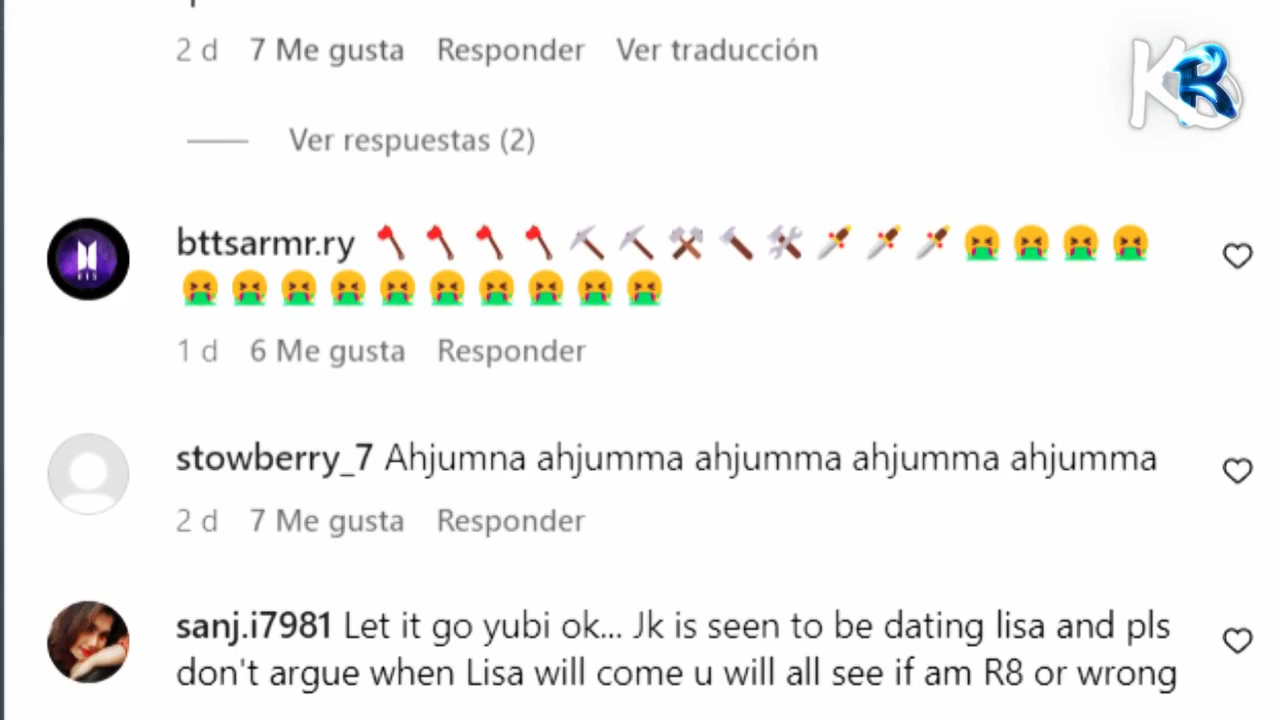 2 d 7 Me gusta Responder Ver traducción
KB
Ver respuestas (2)
bttsarmr.ry 🪓 🪓 🪓 🪓 ⛏️ ⛏️ ⚒️ 🔨 🛠️ 🗡️ 🗡️ 🗡️ 🤮 🤮 🤮 🤮
🤮 🤮 🤮 🤮 🤮 🤮 🤮 🤮 🤮 🤮
1 d 6 Me gusta Responder
stowberry_7 Ahjumna ahjumma ahjumma ahjumma ahjumma
2 d 7 Me gusta Responder
sanj.i7981 Let it go yubi ok... Jk is seen to be dating lisa and pls
don't argue when Lisa will come u will all see if am R8 or wrong